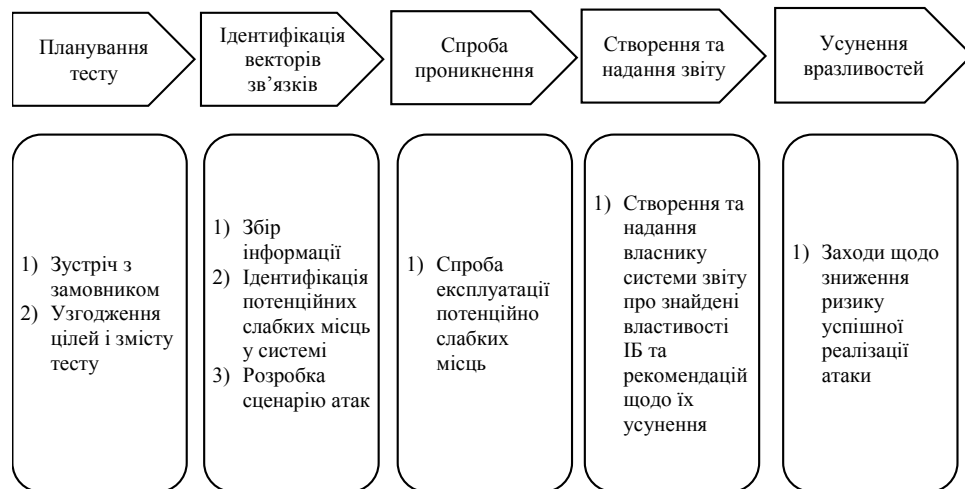 Планування
тесту
Ідентифікація
векторів
зв’язків
Спроба
проникнення
Створення та
надання звіту
Усунення
вразливостей
1) Зустріч з
замовником
2) Узгодження
цілей і змісту
тесту
1) Збір
інформації
2) Ідентифікація
потенційних
слабких місць
у системі
3) Розробка
сценарію атак
1) Спроба
експлуатації
потенційно
слабких
місць
1) Створення та
надання
власнику
системи звіту
про знайдені
властивості
ІБ та
рекомендацій
щодо їх
усунення
1) Заходи щодо
зниження
ризику
успішної
реалізації
атаки